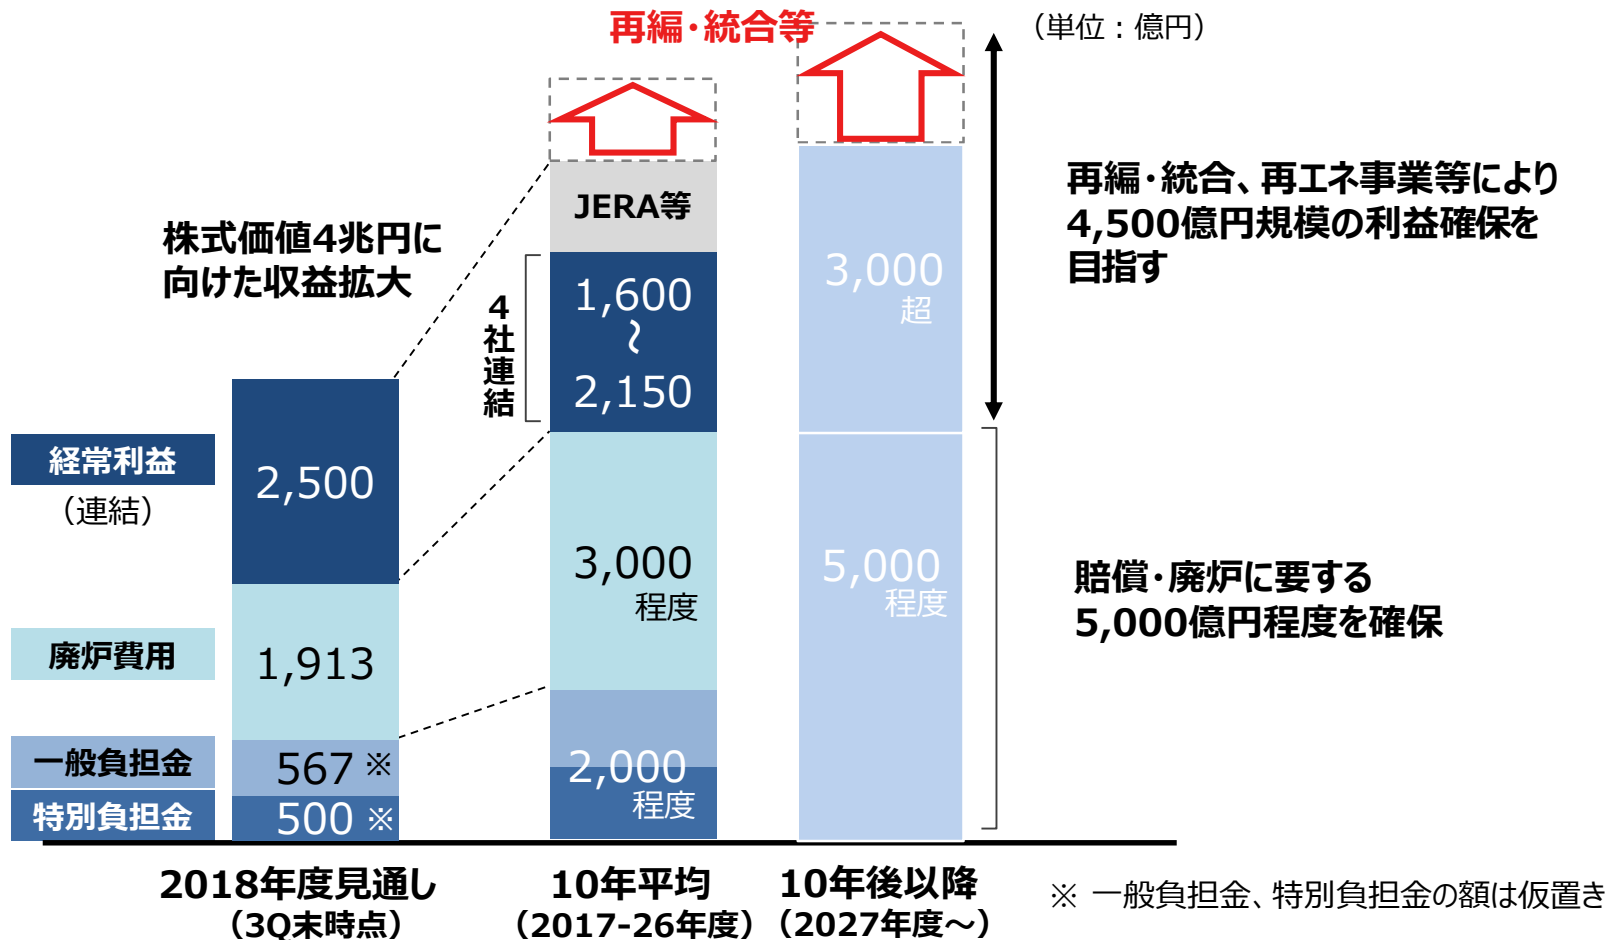 再編・統合等
（単位：億円）
JERA等
株式価値4兆円に
向けた収益拡大
再編・統合、再エネ事業等により
4,500億円規模の利益確保を
目指す
4社連結
1,600
～
2,150
3,000
超
経常利益
（連結）
2,500
3,000
程度
5,000
程度
賠償・廃炉に要する
5,000億円程度を確保
廃炉費用
1,913
一般負担金
567 ※
2,000
程度
特別負担金
500 ※
2018年度見通し
（3Q末時点）
10年平均
（2017-26年度）
10年後以降
（2027年度～）
※ 一般負担金、特別負担金の額は仮置き